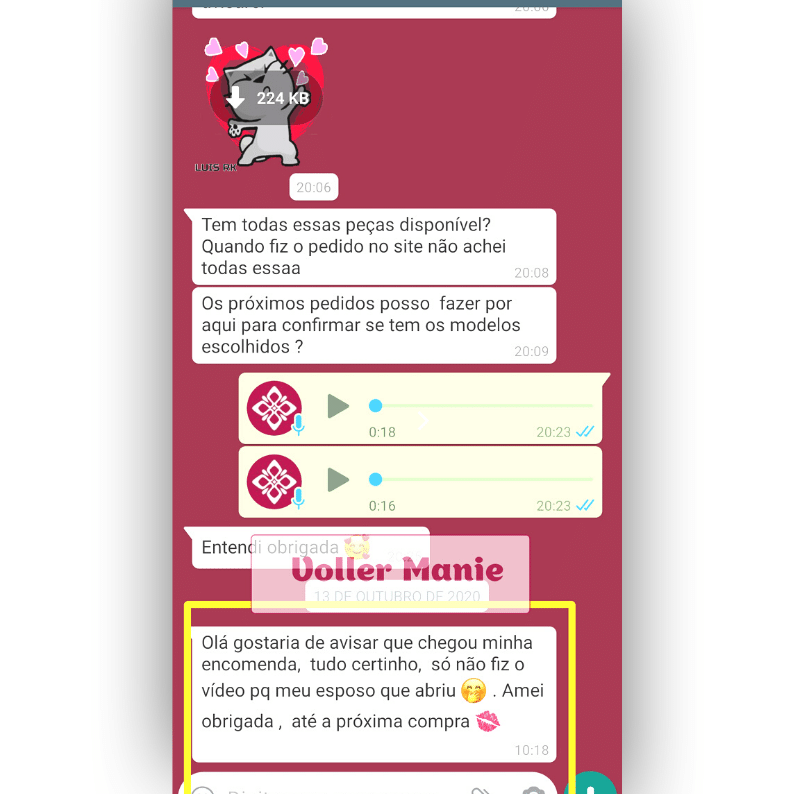 20:06
224 KB
LUIS RK
20:06
Tem todas essas peças disponível?
Quando fiz o pedido no site não achei
todas essaa
20:08
Os próximos pedidos posso fazer por
aqui para confirmar se tem os modelos
escolhidos ?
20:09
0:18
20:23
0:16
20:23
Entendi obrigada
Voller Manie
13 DE OUTUBRO DE 2020
Olá gostaria de avisar que chegou minha
encomenda, tudo certinho, só não fiz o
vídeo pq meu esposo que abriu 🤭 . Amei
obrigada , até a próxima compra 💋
10:18